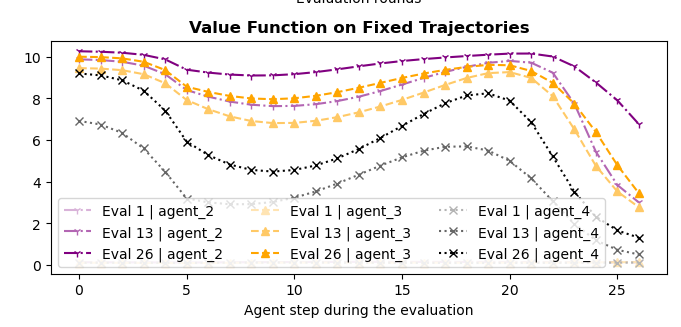 Evaluation rounds
Value Function on Fixed Trajectories
10
8
6
4
2
0
Eval 1 | agent_2
Eval 13 | agent_2
Eval 26 | agent_2
Eval 1 | agent_3
Eval 13 | agent_3
Eval 26 | agent_3
Eval 1 | agent_4
Eval 13 | agent_4
Eval 26 | agent_4
0 5 10 15 20 25
Agent step during the evaluation